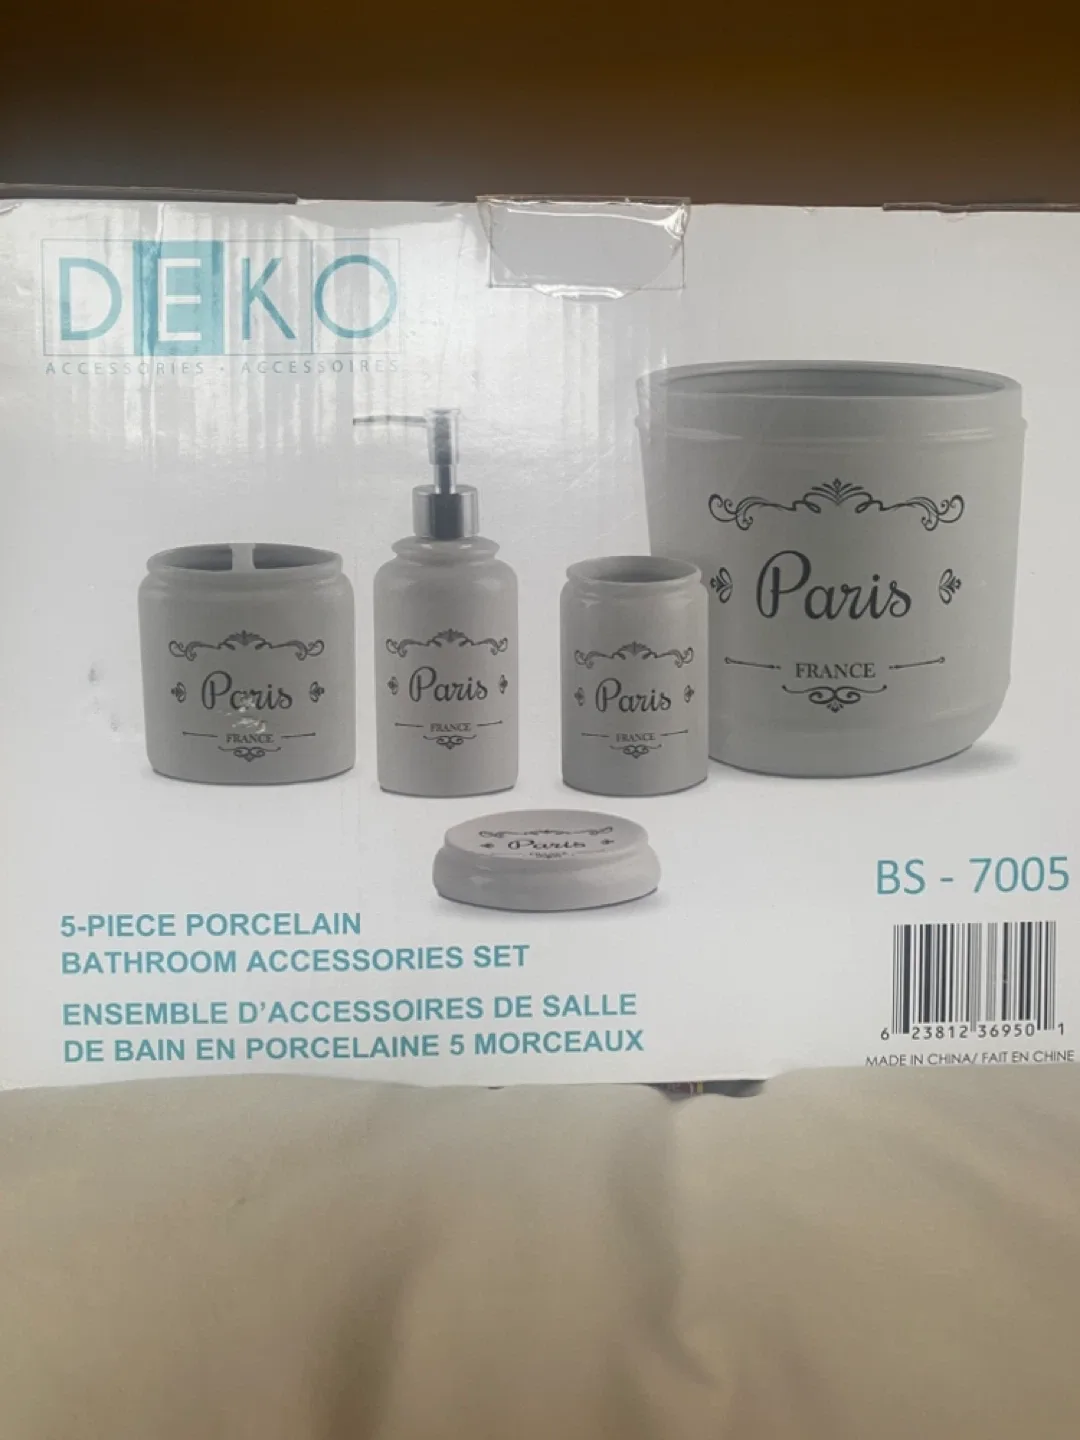 DEKO
ACCESSORIES · ACCESSOIRES
Paris
FRANCE
Paris
FRANCE
Paris
FRANCE
Paris
FRANCE
Paris
BS - 7005
5-PIECE PORCELAIN
BATHROOM ACCESSORIES SET
ENSEMBLE D'ACCESSOIRES DE SALLE
DE BAIN EN PORCELAINE 5 MORCEAUX
6 23812 36950 1
MADE IN CHINA/ FAIT EN CHINE